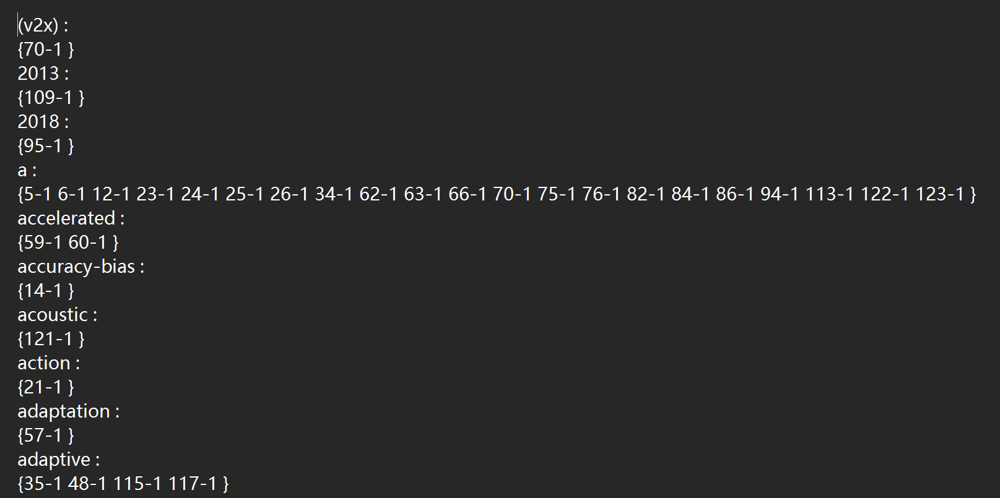 (v2x) :
{70-1 }
2013 :
{109-1 }
2018 :
{95-1 }
a :
{5-1 6-1 12-1 23-1 24-1 25-1 26-1 34-1 62-1 63-1 66-1 70-1 75-1 76-1 82-1 84-1 86-1 94-1 113-1 122-1 123-1 }
accelerated :
{59-1 60-1 }
accuracy-bias :
{14-1 }
acoustic :
{121-1 }
action :
{21-1 }
adaptation :
{57-1 }
adaptive :
{35-1 48-1 115-1 117-1 }